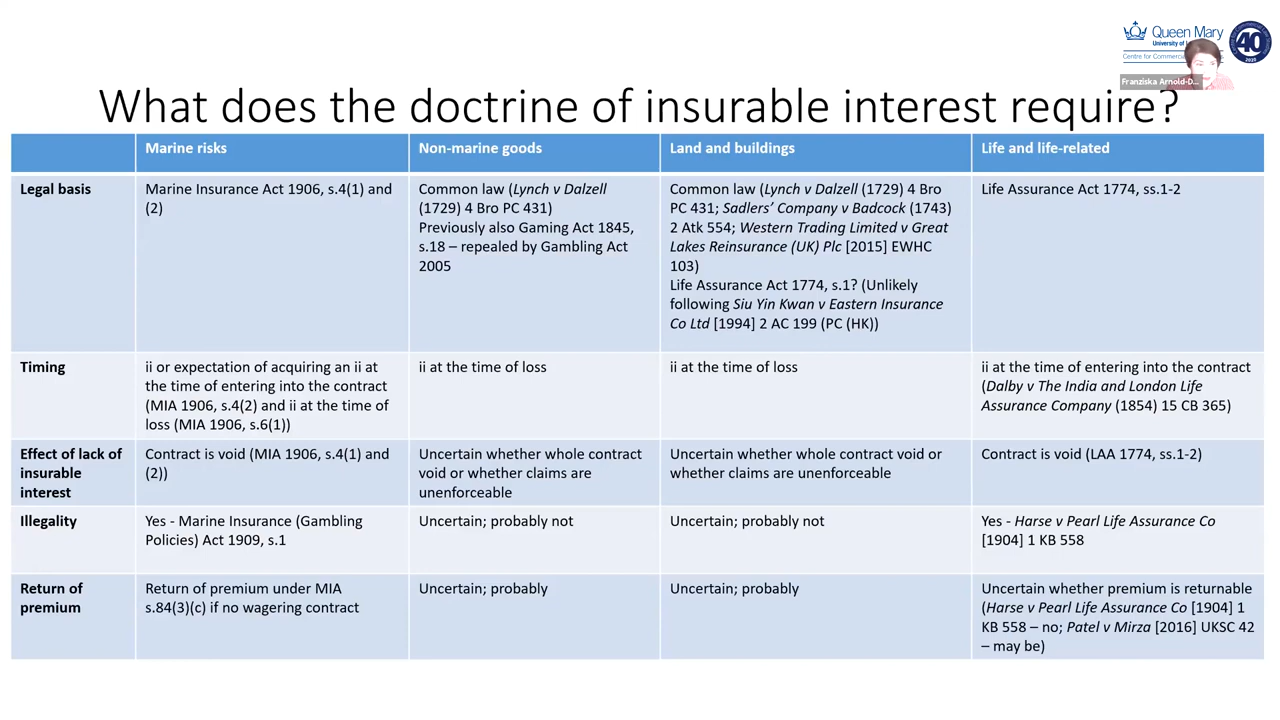 Queen Mary
University of
Centre for Commer
40
2020
Franziska Arnold-D...
What does the doctrine of insurable interest require?
Marine risks
Non-marine goods
Land and buildings
Life and life-related
Legal basis
Marine Insurance Act 1906, s.4(1) and
(2)
Common law (Lynch v Dalzell
(1729) 4 Bro PC 431)
Previously also Gaming Act 1845,
s.18 – repealed by Gambling Act
2005
Common law (Lynch v Dalzell (1729) 4 Bro
PC 431; Sadlers’ Company v Badcock (1743)
2 Atk 554; Western Trading Limited v Great
Lakes Reinsurance (UK) Plc [2015] EWHC
103)
Life Assurance Act 1774, s.1? (Unlikely
following Siu Yin Kwan v Eastern Insurance
Co Ltd [1994] 2 AC 199 (PC (HK))
Life Assurance Act 1774, ss.1-2
Timing
ii or expectation of acquiring an ii at
the time of entering into the contract
(MIA 1906, s.4(2) and ii at the time of
loss (MIA 1906, s.6(1))
ii at the time of loss
ii at the time of loss
ii at the time of entering into the contract
(Dalby v The India and London Life
Assurance Company (1854) 15 CB 365)
Effect of lack of
insurable
interest
Contract is void (MIA 1906, s.4(1) and
(2))
Uncertain whether whole contract
void or whether claims are
unenforceable
Uncertain whether whole contract void or
whether claims are unenforceable
Contract is void (LAA 1774, ss.1-2)
Illegality
Yes - Marine Insurance (Gambling
Policies) Act 1909, s.1
Uncertain; probably not
Uncertain; probably not
Yes - Harse v Pearl Life Assurance Co
[1904] 1 KB 558
Return of
premium
Return of premium under MIA
s.84(3)(c) if no wagering contract
Uncertain; probably
Uncertain; probably
Uncertain whether premium is returnable
(Harse v Pearl Life Assurance Co [1904] 1
KB 558 – no; Patel v Mirza [2016] UKSC 42
– may be)